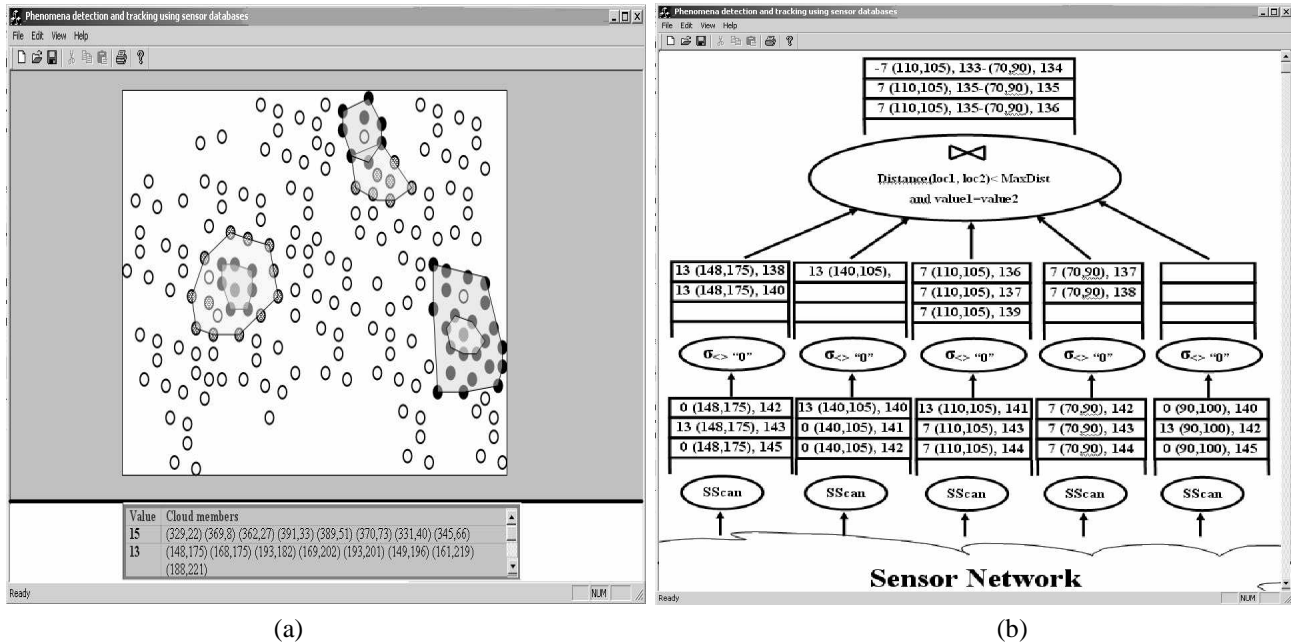 Phenomena detection and tracking using sensor databases
File Edit View Help
Value Cloud members
15 (329,22) (369,8) (362,27) (391,33) (389,51) (370,73) (331,40) (345,66)
13 (148,175) (168,175) (193,182) (169,202) (193,201) (149,196) (161,219)
(188,221)
Ready NUM
(a)
Phenomena detection and tracking using sensor databases
File Edit View Help
-7 (110,105), 133-(70,90), 134
7 (110,105), 135-(70,90), 135
7 (110,105), 135-(70,90), 136
⋈
Distance(loc1, loc2)< MaxDist
and value1=value2
13 (148,175), 138 13 (140,105), 7 (110,105), 136 7 (70,90), 137
13 (148,175), 140 7 (110,105), 137 7 (70,90), 138
7 (110,105), 139
σ<> “0” σ<> “0” σ<> “0” σ<> “0” σ<> “0”
0 (148,175), 142 13 (140,105), 140 13 (110,105), 141 7 (70,90), 142 0 (90,100), 140
13 (148,175), 143 0 (140,105), 141 7 (110,105), 143 7 (70,90), 143 13 (90,100), 142
0 (148,175), 145 0 (140,105), 142 7 (110,105), 144 7 (70,90), 144 0 (90,100), 145
SScan SScan SScan SScan SScan
Sensor Network
Ready NUM
(b)